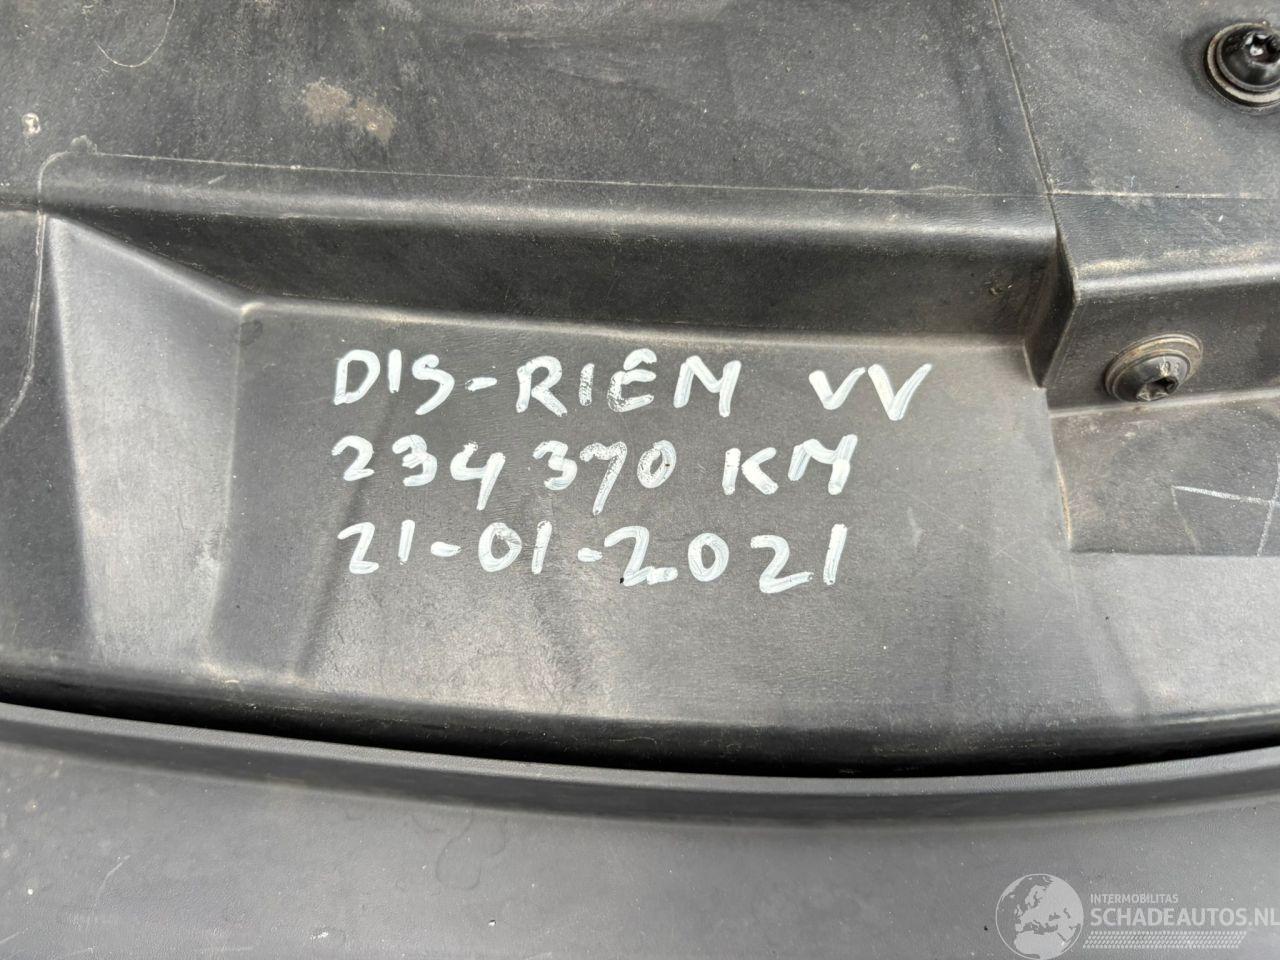 DIS-RIEM VV
234370 KM
21-01-2021
INTERMOBILITAS
SCHADEAUTOS.NL